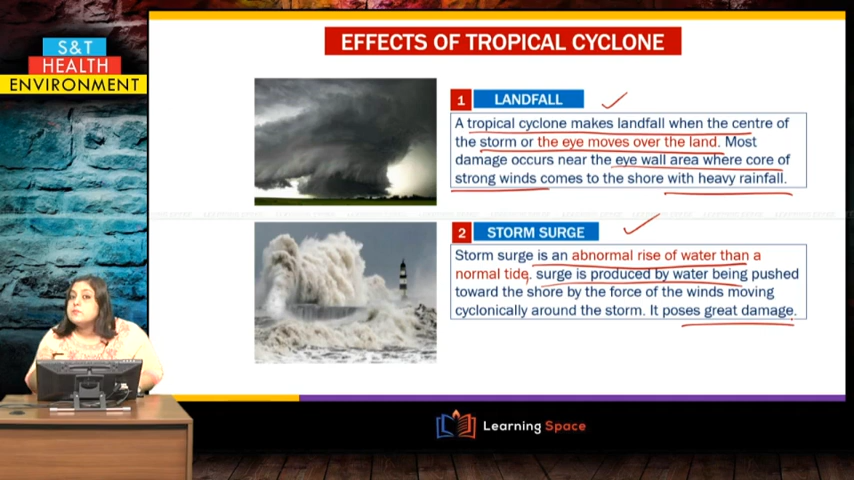 S&T
HEALTH
ENVIRONMENT
EFFECTS OF TROPICAL CYCLONE
1 LANDFALL
A tropical cyclone makes landfall when the centre of
the storm or the eye moves over the land. Most
damage occurs near the eye wall area where core of
strong winds comes to the shore with heavy rainfall.
2 STORM SURGE
Storm surge is an abnormal rise of water than a
normal tide, surge is produced by water being pushed
toward the shore by the force of the winds moving
cyclonically around the storm. It poses great damage.
Learning Space